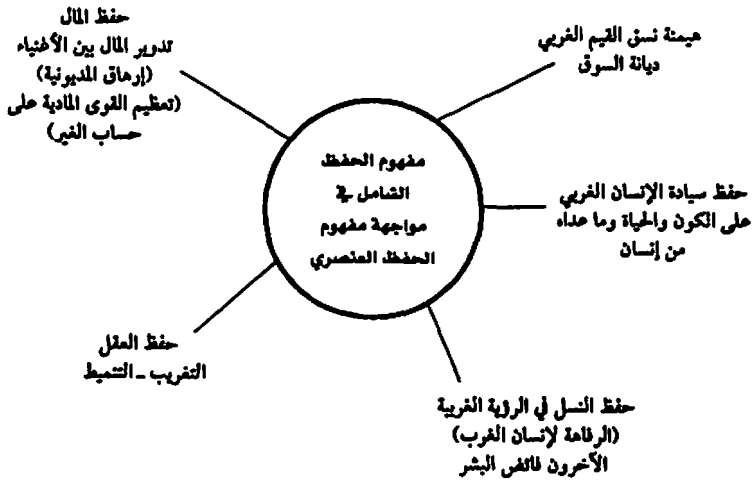 هيمنة نسق القيم الغربي
ديانة السوق
حفظ المال
تدوير المال بين الأغنياء
(إرهاق المديونية)
(تعظيم القوى المادية على
حساب الغير)
مفهوم الحفظ
الشامل في
مواجهة مفهوم
الحفظ العنصري
حفظ سيادة الإنسان الغربي
على الكون والحياة وما عداه
من إنسان
حفظ العقل
التغريب - التنميط
حفظ النسل في الرؤية الغربية
(الرفاهة لإنسان الغرب)
الآخرون فائض البشر